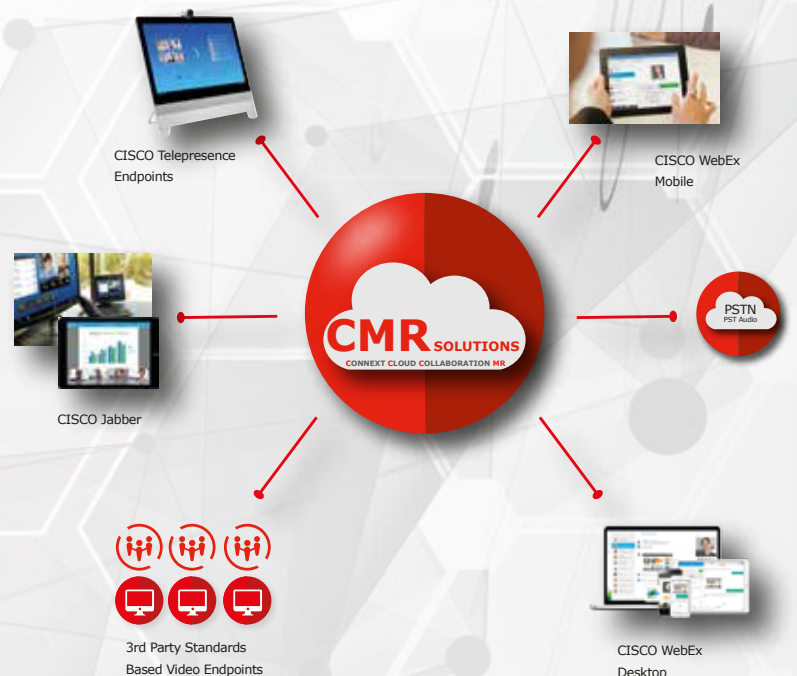 CISCO Telepresence
Endpoints
CISCO WebEx
Mobile
CMR SOLUTIONS
CONNEXT CLOUD COLLABORATION MR
PSTN
PST Audio
CISCO Jabber
3rd Party Standards
Based Video Endpoints
CISCO WebEx
Desktop